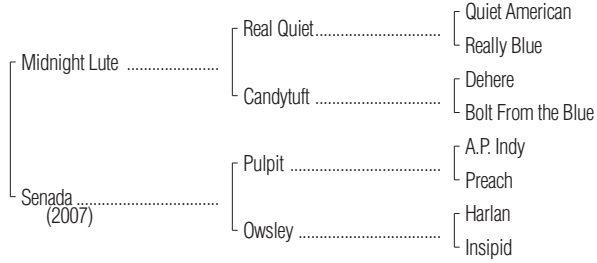 Quiet American
Real Quiet
Really Blue
Midnight Lute
Dehere
Candytuft
Bolt From the Blue
A.P. Indy
Pulpit
Preach
Senada
(2007)
Harlan
Owsley
Insipid